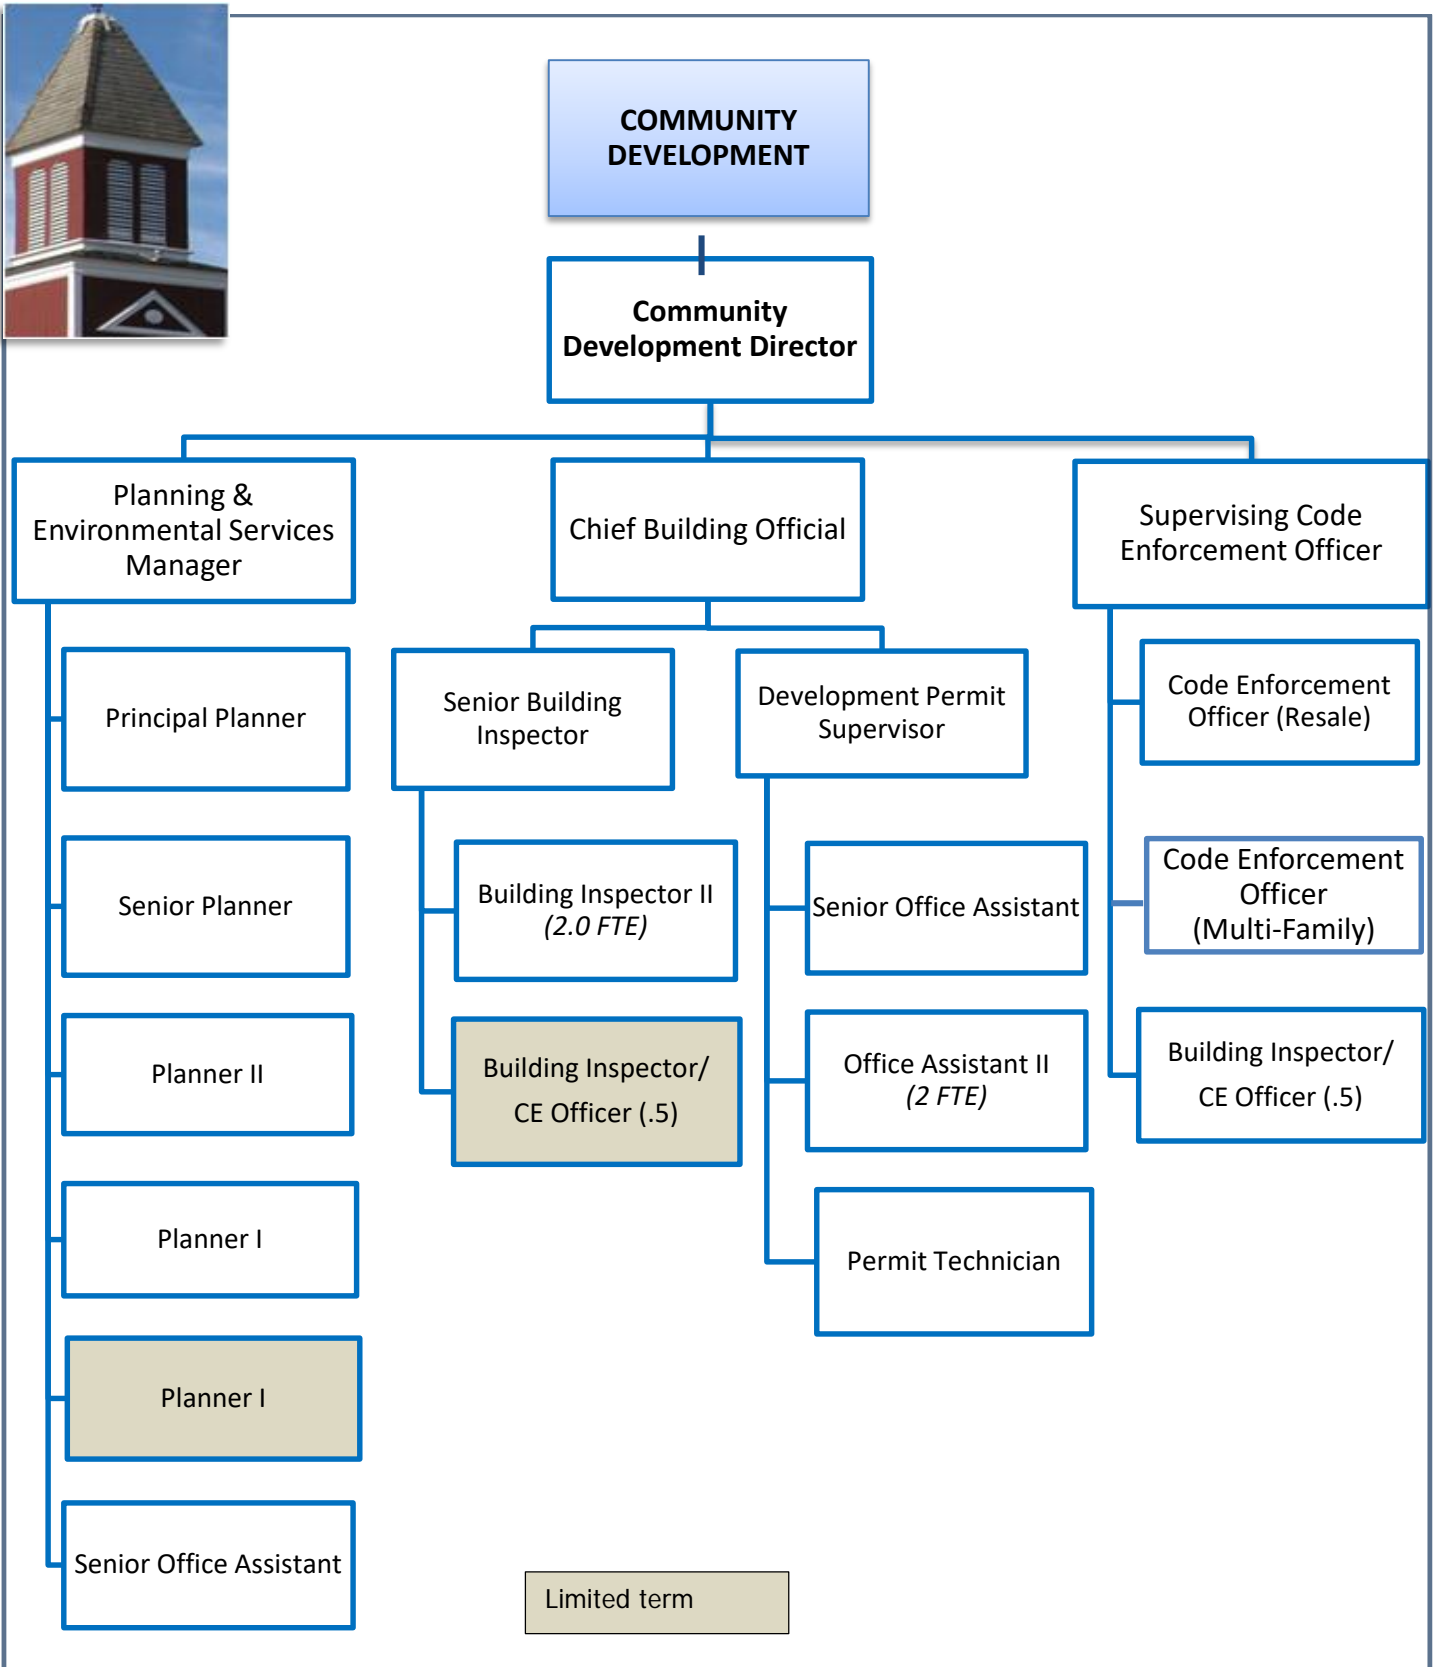 COMMUNITY
DEVELOPMENT
Community
Development Director
Planning &
Environmental Services
Manager
Chief Building Official
Supervising Code
Enforcement Officer
Principal Planner
Senior Planner
Planner II
Planner I
Planner I
Senior Office Assistant
Senior Building
Inspector
Building Inspector II
(2.0 FTE)
Building Inspector/
CE Officer (.5)
Development Permit
Supervisor
Senior Office Assistant
Office Assistant II
(2 FTE)
Permit Technician
Code Enforcement
Officer (Resale)
Code Enforcement
Officer
(Multi-Family)
Building Inspector/
CE Officer (.5)
Limited term